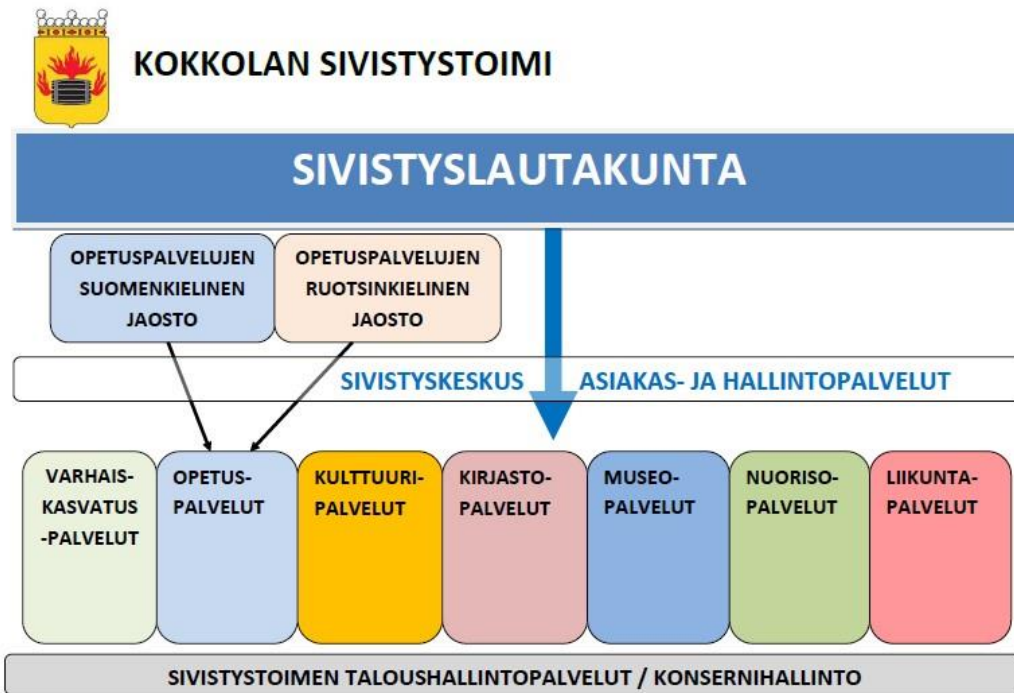 KOKKOLAN SIVISTYSTOIMI
SIVISTYSLAUTAKUNTA
OPETUSPALVELUJEN
SUOMENKIELINEN
JAOSTO
OPETUSPALVELUJEN
RUOTSINKIELINEN
JAOSTO
SIVISTYSKESKUS
ASIAKAS- JA HALLINTOPALVELUT
VARHAIS-
KASVATUS
-PALVELUT
OPETUS-
PALVELUT
KULTTUURI-
PALVELUT
KIRJASTO-
PALVELUT
MUSEO-
PALVELUT
NUORISO-
PALVELUT
LIIKUNTA-
PALVELUT
SIVISTYSTOIMEN TALOUSHALLINTOPALVELUT / KONSERNIHALLINTO